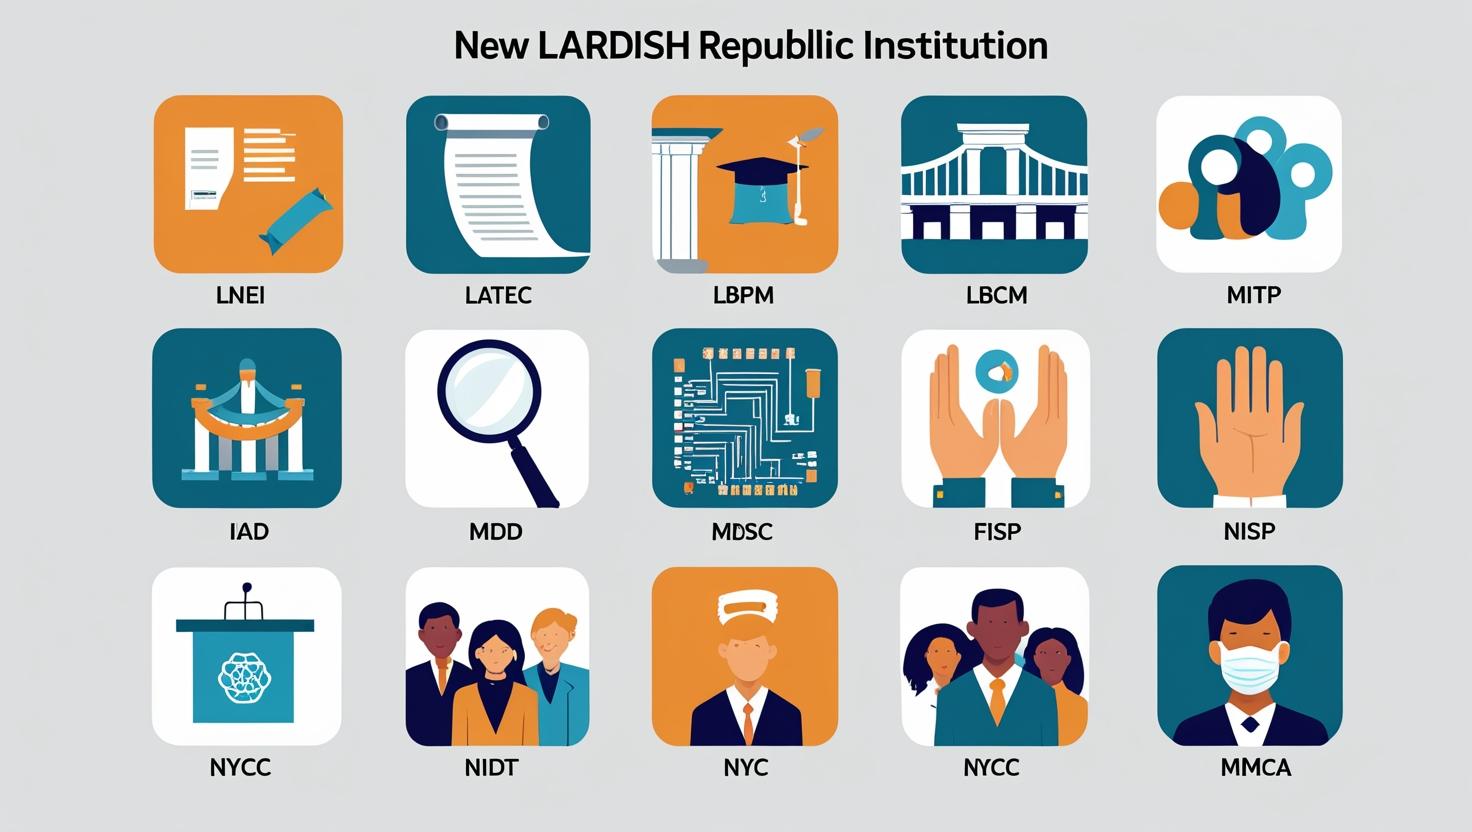 New LARDISH Republlic Institution
LNEI
LATEC
LBPM
LBCM
MITP
IAD
MDD
MDSC
FISP
NISP
NYCC
NIDT
NYC
NYCC
MMCA